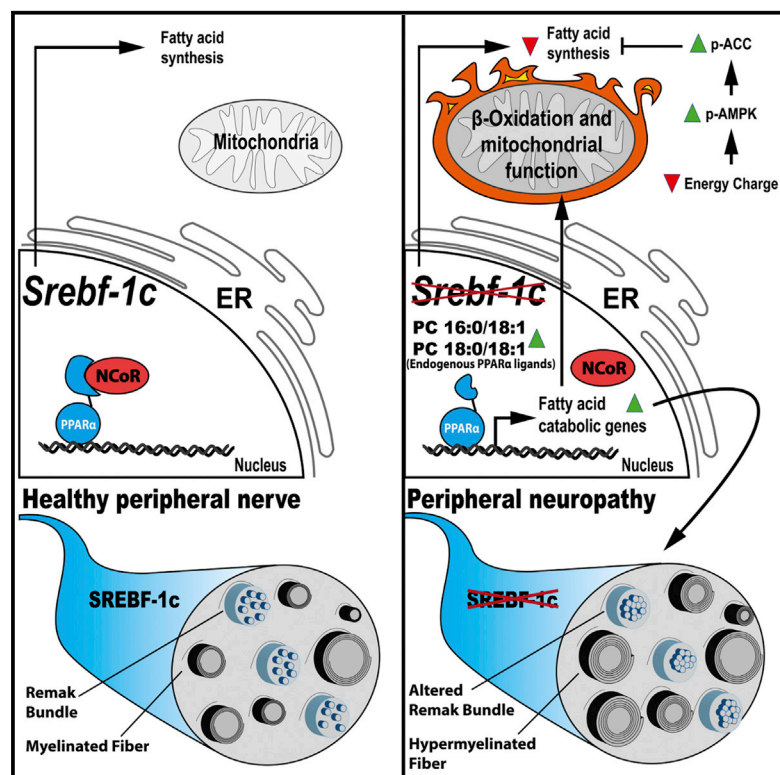 Fatty acid
synthesis
Mitochondria
Srebf-1c
ER
NCoR
PPARα
Nucleus
Healthy peripheral nerve
SREBF-1c
Remak
Bundle
Myelinated Fiber
Fatty acid
synthesis
p-ACC
β-Oxidation and
mitochondrial
function
p-AMPK
Energy Charge
Srebf-1c
ER
PC 16:0/18:1
PC 18:0/18:1
(Endogenous PPARα ligands)
NCoR
Fatty acid
catabolic genes
PPARα
Nucleus
Peripheral neuropathy
SREBF-1c
Altered
Remak Bundle
Hypermyelinated
Fiber